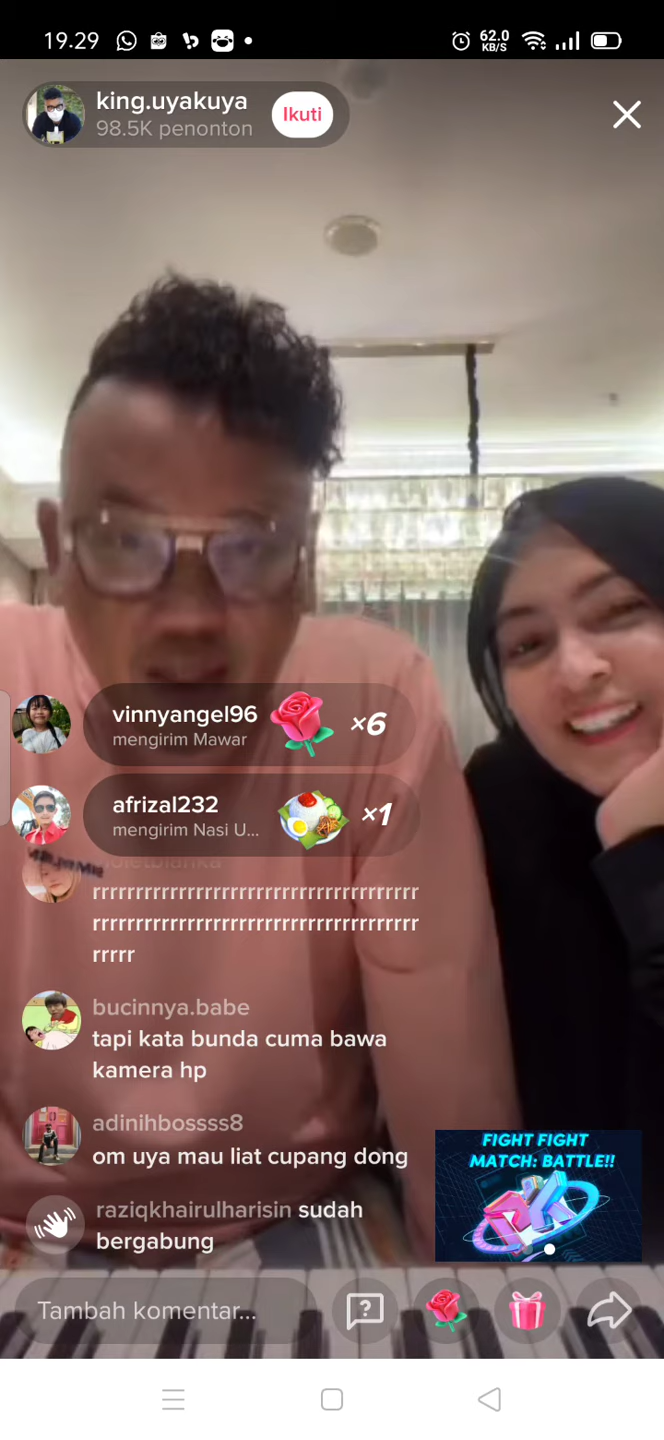 19.29
62.0
KB/S
king.uyakuya
98.5K penonton
Ikuti
vinnyangel96
mengirim Mawar
×6
afrizal232
mengirim Nasi U...
×1
rrrrrrrrrrrrrrrrrrrrrrrrrrrrrrrrrrrrrr
rrrrrrrrrrrrrrrrrrrrrrrrrrrrrrrrrrrrrr
rrrrr
bucinnya.babe
tapi kata bunda cuma bawa
kamera hp
adinihbossss8
om uya mau liat cupang dong
FIGHT FIGHT
MATCH: BATTLE!!
raziqkhairulharisin sudah
bergabung
Tambah komentar...